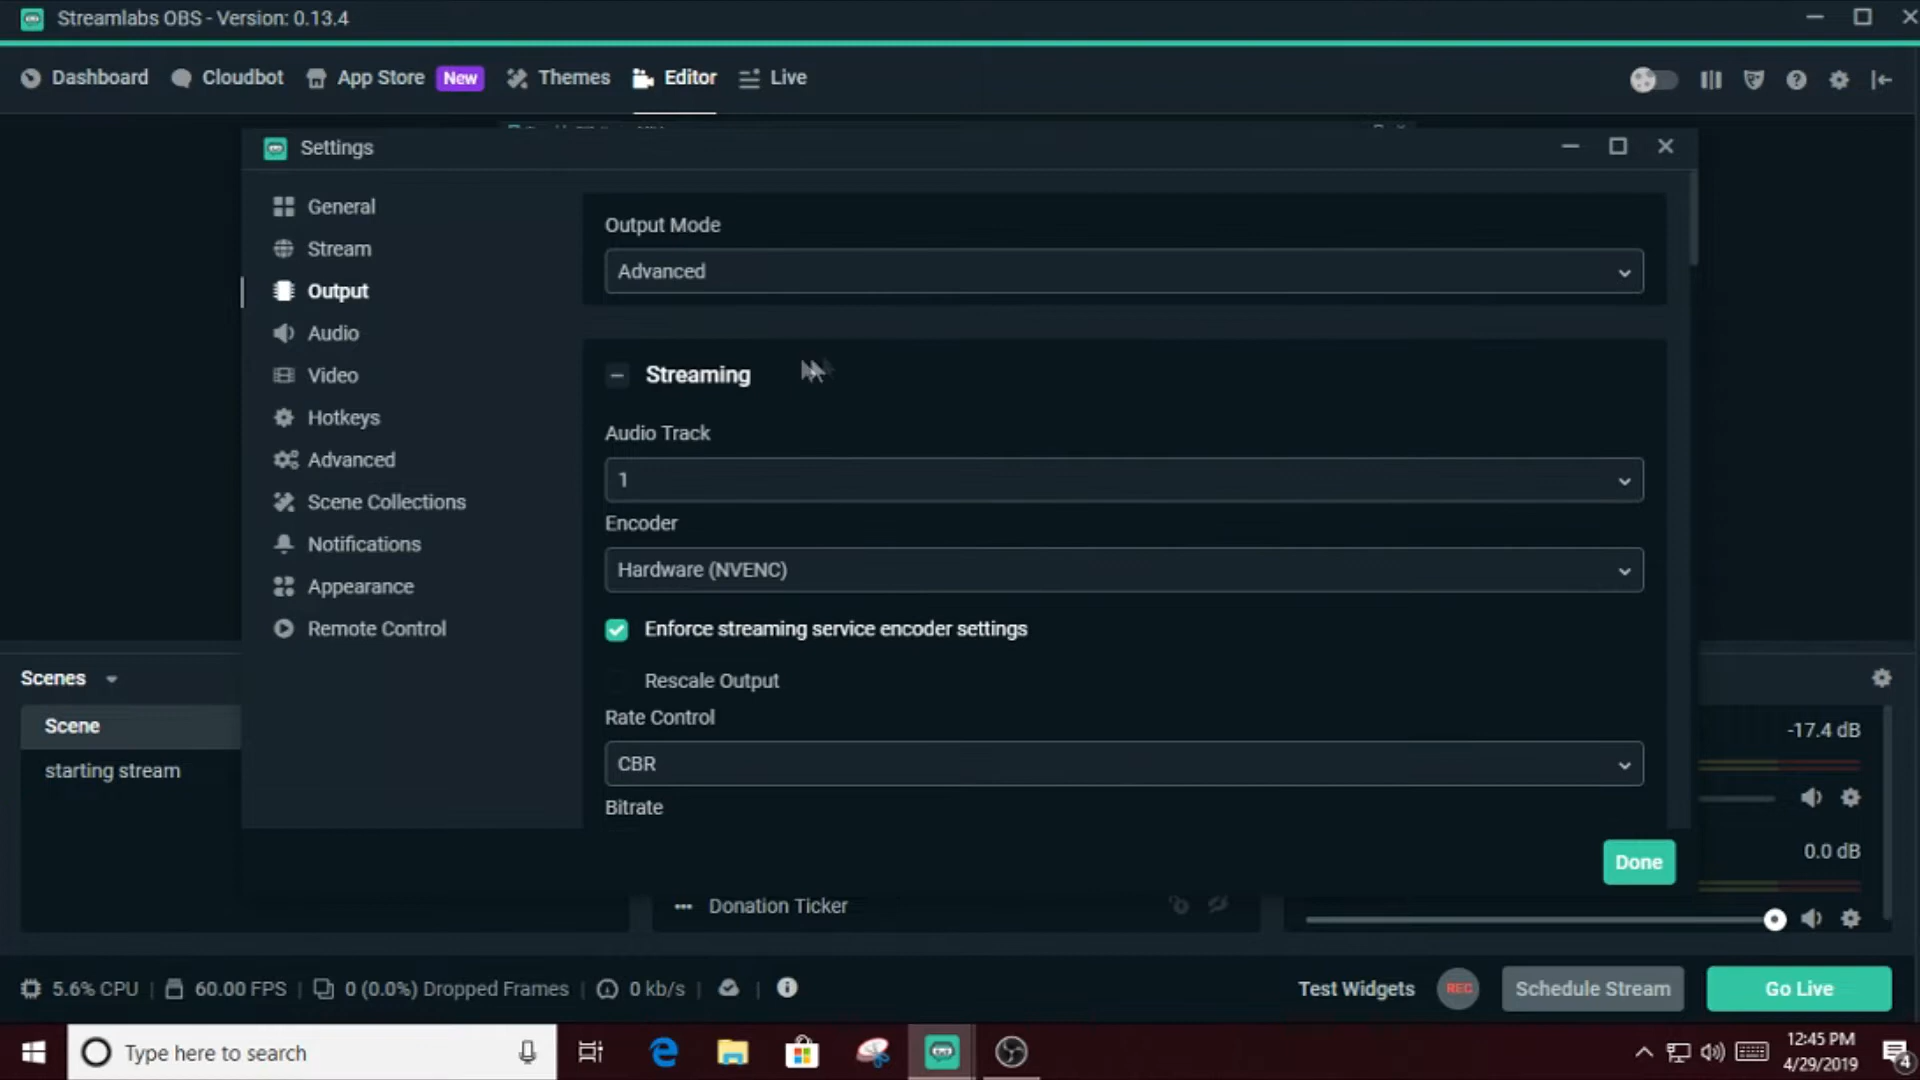 Streamlabs OBS - Version: 0.13.4
Dashboard Cloudbot App Store New Themes Editor Live
Settings
General
Stream
Output
Audio
Video
Hotkeys
Advanced
Scene Collections
Notifications
Appearance
Remote Control
Output Mode
Advanced
Streaming
Audio Track
1
Encoder
Hardware (NVENC)
Enforce streaming service encoder settings
Rescale Output
Rate Control
CBR
Bitrate
Done
Scenes
Scene
starting stream
Donation Ticker
-17.4 dB
0.0 dB
5.6% CPU | 60.00 FPS | 0 (0.0%) Dropped Frames | 0 kb/s | |
Test Widgets REC Schedule Stream Go Live
Type here to search
12:45 PM
4/29/2019
4